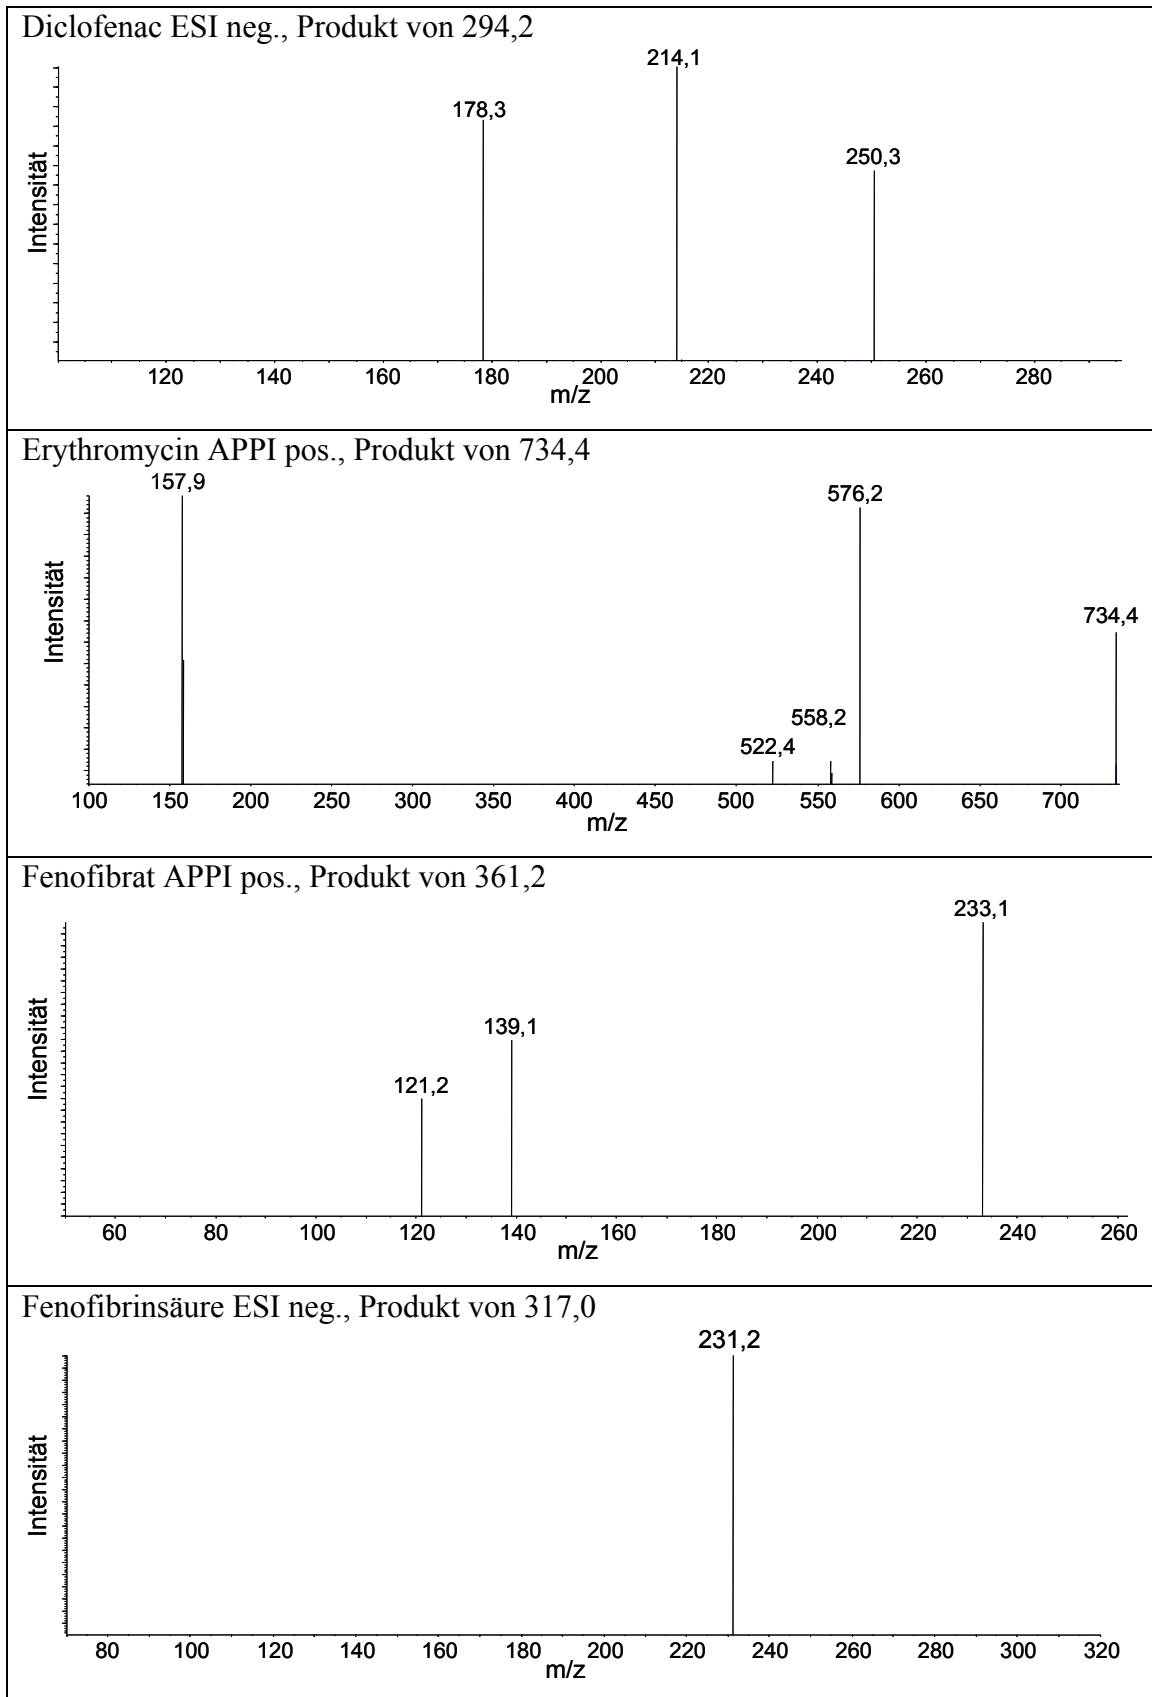 Diclofenac ESI neg., Produkt von 294,2
214,1
178,3
250,3
Intensität
120 140 160 180 200 220 240 260 280
m/z
Erythromycin APPI pos., Produkt von 734,4
157,9
576,2
734,4
558,2
522,4
Intensität
100 150 200 250 300 350 400 450 500 550 600 650 700
m/z
Fenofibrat APPI pos., Produkt von 361,2
233,1
139,1
121,2
Intensität
60 80 100 120 140 160 180 200 220 240 260
m/z
Fenofibrinsäure ESI neg., Produkt von 317,0
231,2
Intensität
80 100 120 140 160 180 200 220 240 260 280 300 320
m/z